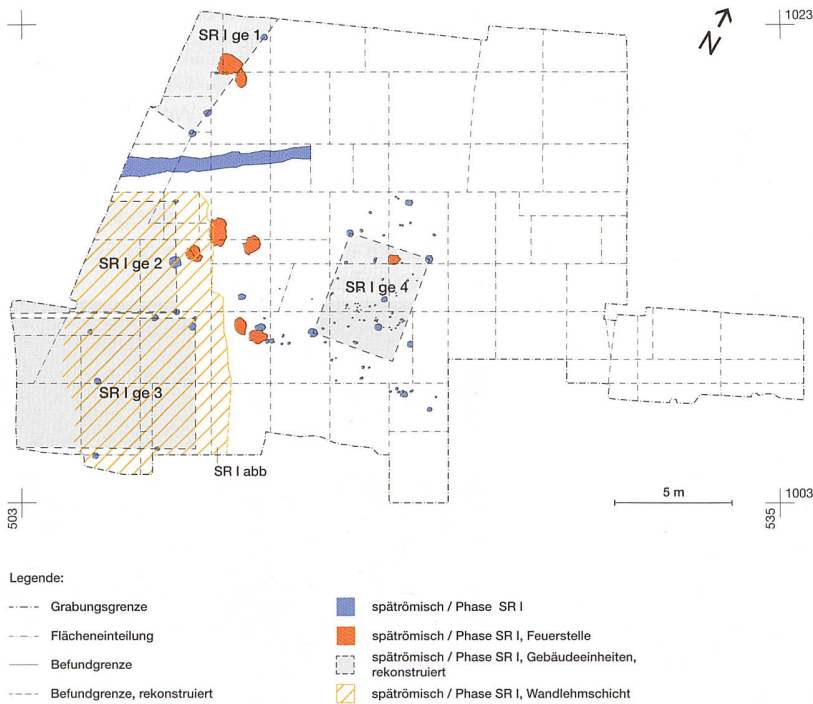 1023
N
SR I ge 1
SR I ge 2
SR I ge 4
SR I ge 3
SR I abb
5 m
1003
503
535
Legende:
Grabungsgrenze
Flächeneinteilung
Befundgrenze
Befundgrenze, rekonstruiert
spätrömisch / Phase SR I
spätrömisch / Phase SR I, Feuerstelle
spätrömisch / Phase SR I, Gebäudeeinheiten,
rekonstruiert
spätrömisch / Phase SR I, Wandlehmschicht